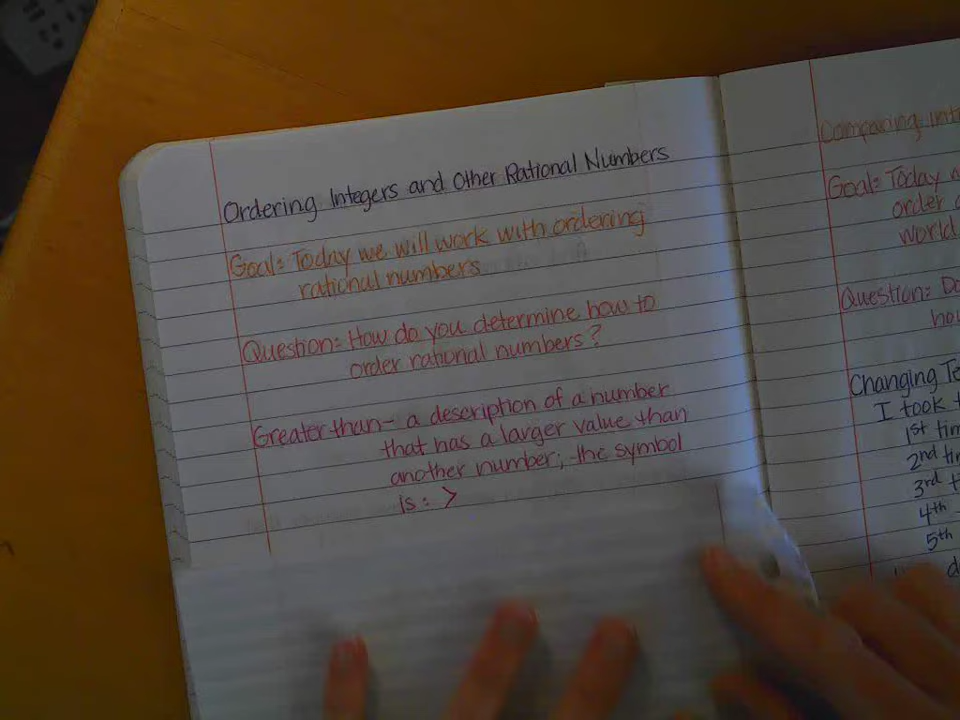 Ordering Integers and Other Rational Numbers
Goal: Today we will work with ordering
rational numbers
Question: How do you determine how to
order rational numbers?
Greater than - a description of a number
that has a larger value than
another number; the symbol
is: >
Comparing
Goal: Today
order
world
Question: Do
how
Changing
I took
1st
2nd
3rd
4th
5th